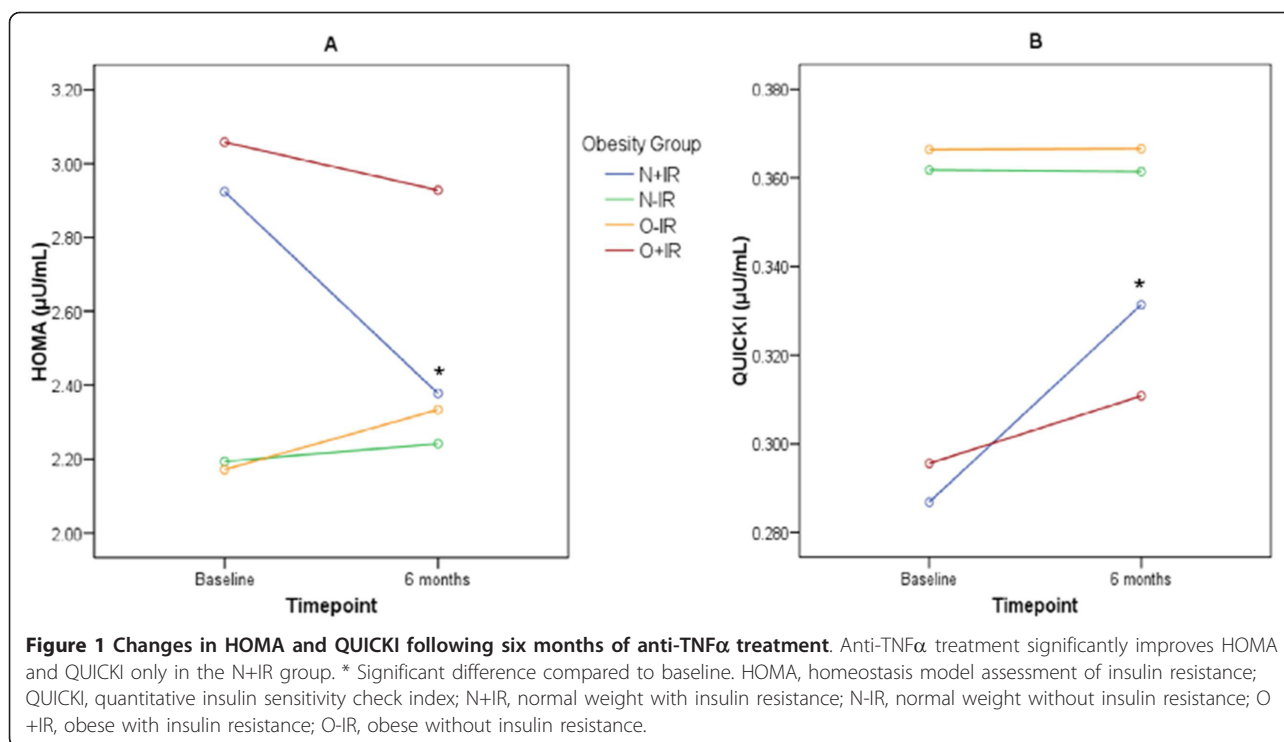 A
3.20
3.00
2.80
2.60
2.40
2.20
2.00
HOMA (µU/mL)
*
Baseline
6 months
Timepoint
Obesity Group
N+IR
N-IR
O-IR
O+IR
B
0.380
0.360
0.340
0.320
0.300
0.280
QUICKI (µU/mL)
*
Baseline
6 months
Timepoint
Figure 1 Changes in HOMA and QUICKI following six months of anti-TNFα treatment. Anti-TNFα treatment significantly improves HOMA
and QUICKI only in the N+IR group. * Significant difference compared to baseline. HOMA, homeostasis model assessment of insulin resistance;
QUICKI, quantitative insulin sensitivity check index; N+IR, normal weight with insulin resistance; N-IR, normal weight without insulin resistance; O
+IR, obese with insulin resistance; O-IR, obese without insulin resistance.